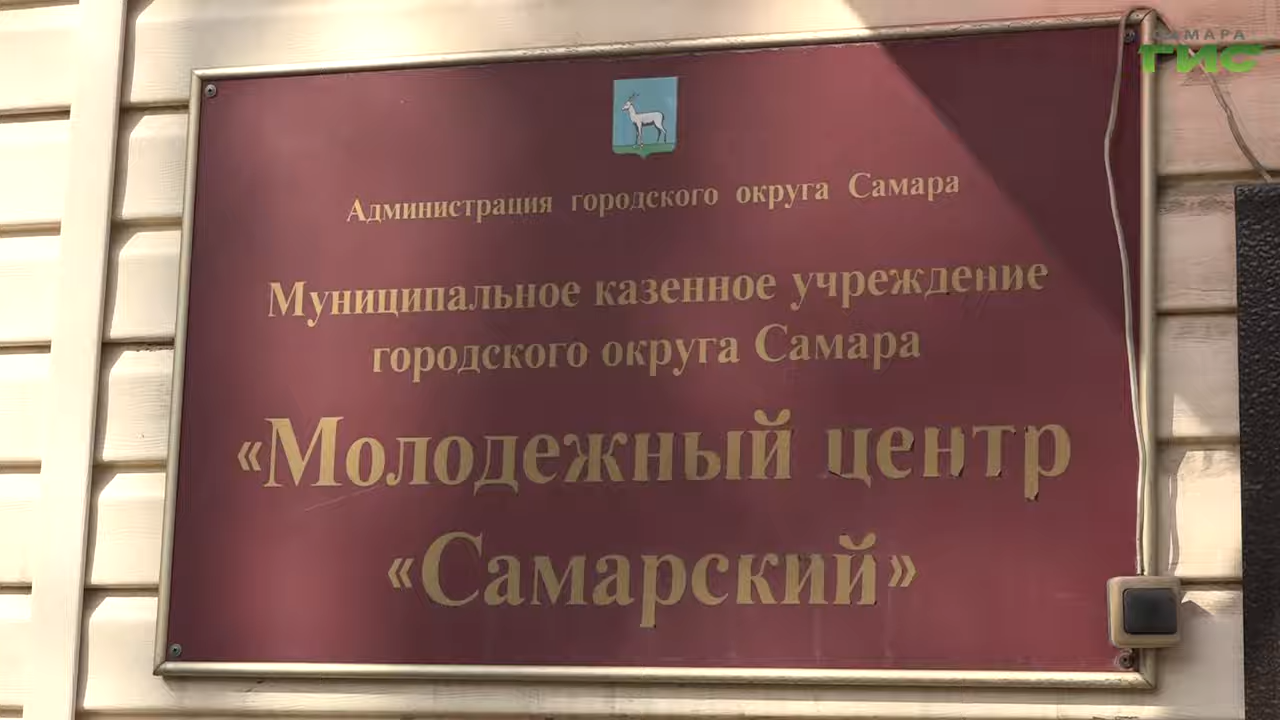 САМАРА
ГИС
Администрация городского округа Самара
Муниципальное казенное учреждение
городского округа Самара
«Молодежный центр
«Самарский»